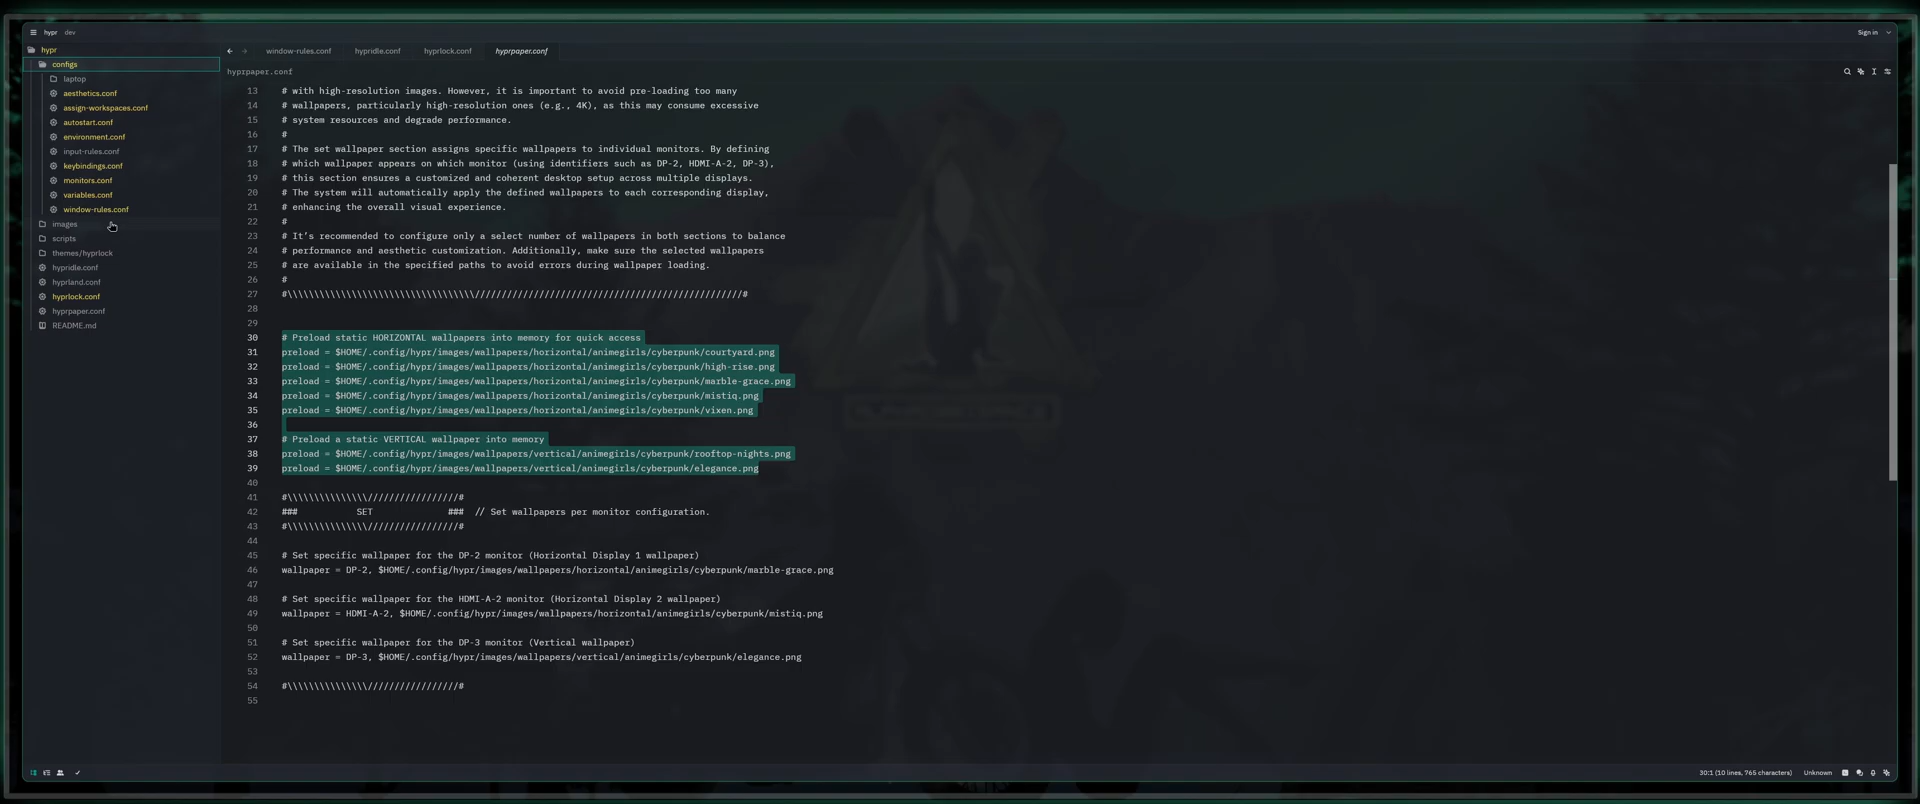 hypr dev
Sign in
hypr
configs
laptop
aesthetics.conf
assign-workspaces.conf
autostart.conf
environment.conf
input-rules.conf
keybindings.conf
monitors.conf
variables.conf
window-rules.conf
images
scripts
themes/hyprlock
hypridle.conf
hyprland.conf
hyprlock.conf
hyprpaper.conf
README.md
window-rules.conf hypridle.conf hyprlock.conf hyprpaper.conf
hyprpaper.conf
13 # with high-resolution images. However, it is important to avoid pre-loading too many
14 # wallpapers, particularly high-resolution ones (e.g., 4K), as this may consume excessive
15 # system resources and degrade performance.
16 #
17 # The set wallpaper section assigns specific wallpapers to individual monitors. By defining
18 # which wallpaper appears on which monitor (using identifiers such as DP-2, HDMI-A-2, DP-3),
19 # this section ensures a customized and coherent desktop setup across multiple displays.
20 # The system will automatically apply the defined wallpapers to each corresponding display,
21 # enhancing the overall visual experience.
22 #
23 # It's recommended to configure only a select number of wallpapers in both sections to balance
24 # performance and aesthetic customization. Additionally, make sure the selected wallpapers
25 # are available in the specified paths to avoid errors during wallpaper loading.
26 #
27 #\\\\\\\\\\\\\\\\\\\\\\\\\\\\\\\\\\\//////////////////////////////////////////////////#
28
29
30 # Preload static HORIZONTAL wallpapers into memory for quick access
31 preload = $HOME/.config/hypr/images/wallpapers/horizontal/animegirls/cyberpunk/courtyard.png
32 preload = $HOME/.config/hypr/images/wallpapers/horizontal/animegirls/cyberpunk/high-rise.png
33 preload = $HOME/.config/hypr/images/wallpapers/horizontal/animegirls/cyberpunk/marble-grace.png
34 preload = $HOME/.config/hypr/images/wallpapers/horizontal/animegirls/cyberpunk/mistiq.png
35 preload = $HOME/.config/hypr/images/wallpapers/horizontal/animegirls/cyberpunk/vixen.png
36
37 # Preload a static VERTICAL wallpaper into memory
38 preload = $HOME/.config/hypr/images/wallpapers/vertical/animegirls/cyberpunk/rooftop-nights.png
39 preload = $HOME/.config/hypr/images/wallpapers/vertical/animegirls/cyberpunk/elegance.png
40
41 #\\\\\\\\\\\\\\\/////////////////#
42 ### SET ### // Set wallpapers per monitor configuration.
43 #\\\\\\\\\\\\\\\/////////////////#
44
45 # Set specific wallpaper for the DP-2 monitor (Horizontal Display 1 wallpaper)
46 wallpaper = DP-2, $HOME/.config/hypr/images/wallpapers/horizontal/animegirls/cyberpunk/marble-grace.png
47
48 # Set specific wallpaper for the HDMI-A-2 monitor (Horizontal Display 2 wallpaper)
49 wallpaper = HDMI-A-2, $HOME/.config/hypr/images/wallpapers/horizontal/animegirls/cyberpunk/mistiq.png
50
51 # Set specific wallpaper for the DP-3 monitor (Vertical wallpaper)
52 wallpaper = DP-3, $HOME/.config/hypr/images/wallpapers/vertical/animegirls/cyberpunk/elegance.png
53
54 #\\\\\\\\\\\\\\\/////////////////#
55
30:1 (10 lines, 765 characters) Unknown